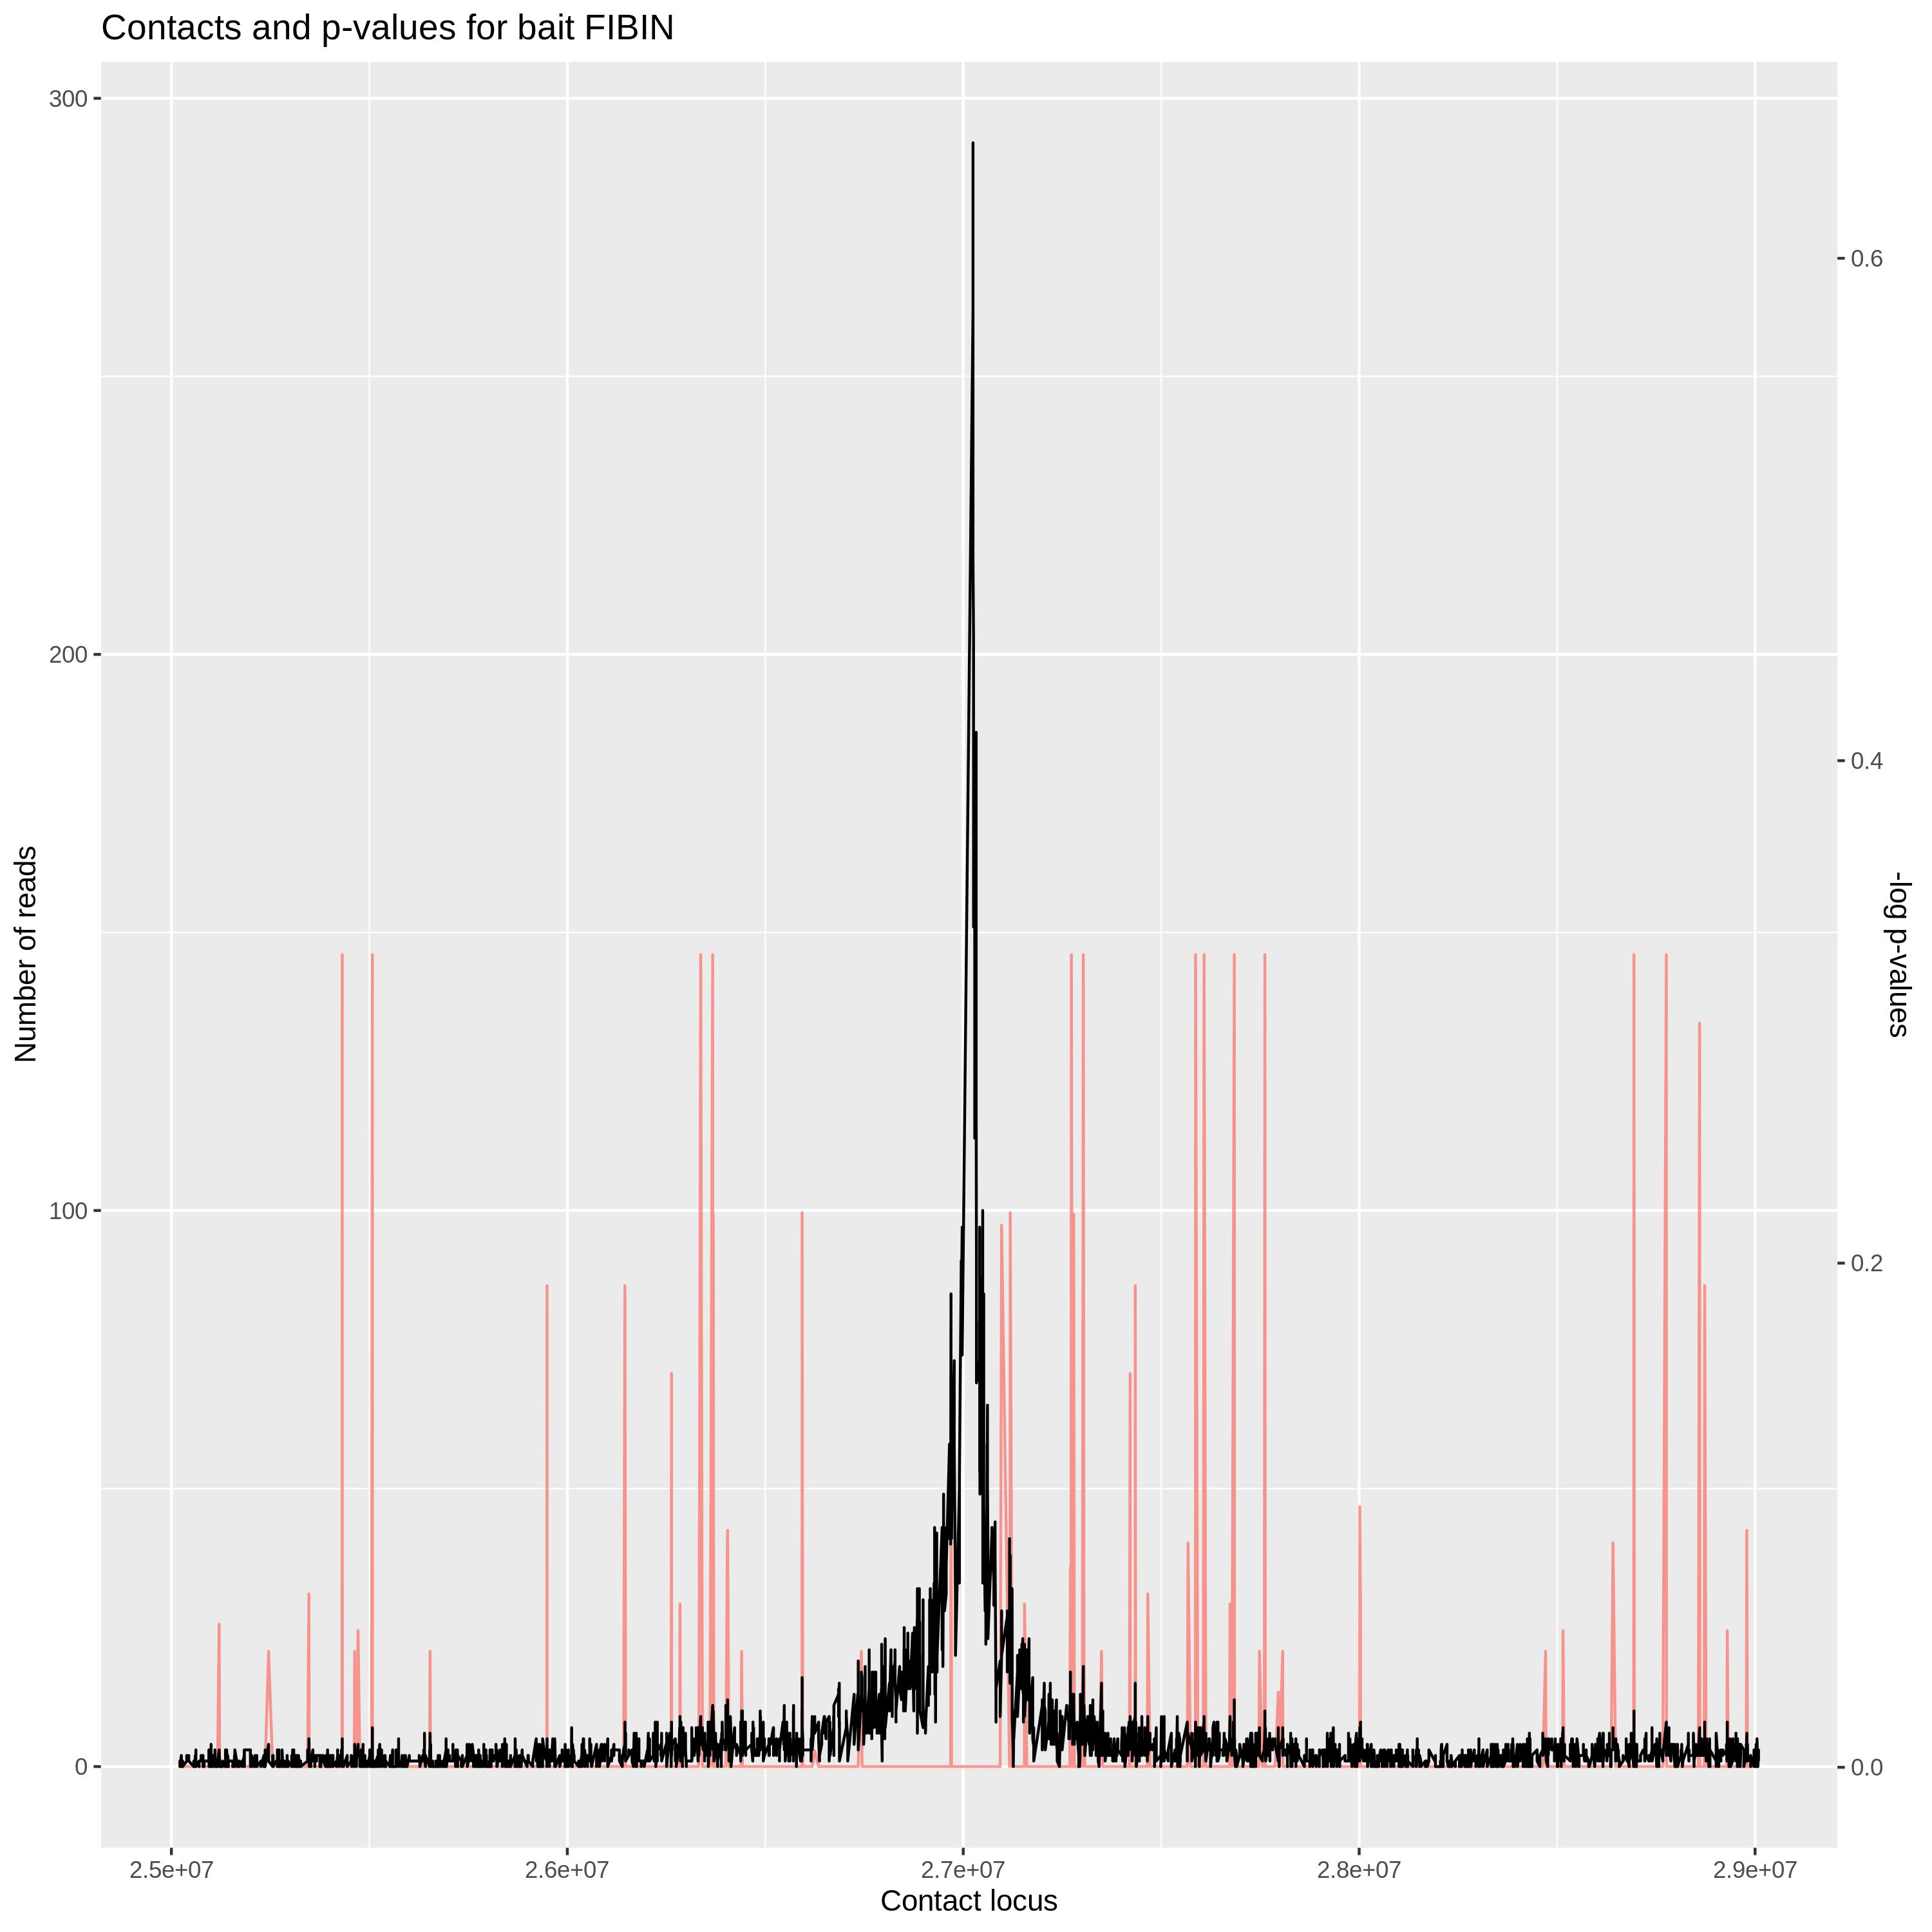 Contacts and p-values for bait FIBIN
300
200
100
0
Number of reads
0.6
0.4
0.2
0.0
-log p-values
2.5e+07 2.6e+07 2.7e+07 2.8e+07 2.9e+07
Contact locus